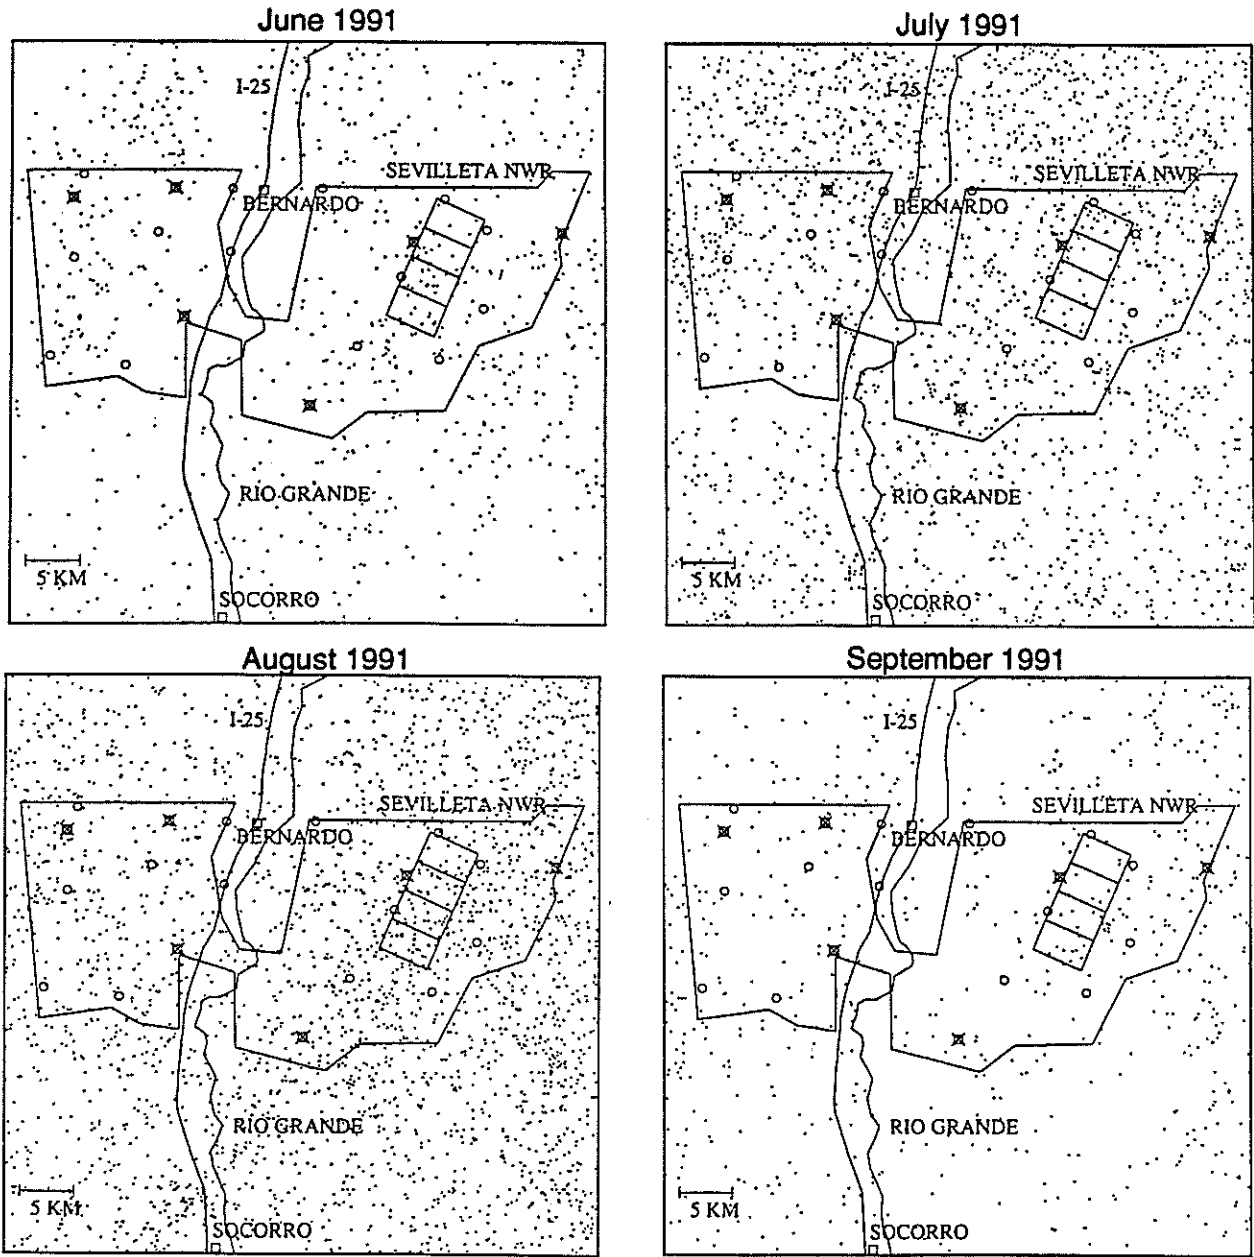 June 1991
I-25
SEVILLETA NWR
BERNARDO
RIO GRANDE
5 KM
SOCORRO
July 1991
I-25
SEVILLETA NWR
BERNARDO
RIO GRANDE
5 KM
SOCORRO
August 1991
I-25
SEVILLETA NWR
BERNARDO
RIO GRANDE
5 KM
SOCORRO
September 1991
I-25
SEVILLETA NWR
BERNARDO
RIO GRANDE
5 KM
SOCORRO